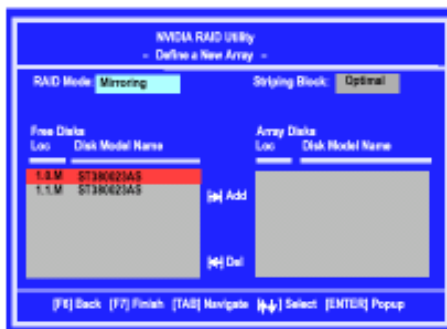 NVIDIA RAID Utility
- Define a New Array -
RAID Mode: Mirroring Striping Block: Optimal
Free Disks Array Disks
Loc Disk Model Name Loc Disk Model Name
1.0.M ST380023AS
1.1.M ST380023AS
[→] Add
[←] Del
[F6] Back [F7] Finish [TAB] Navigate [↑↓] Select [ENTER] Popup